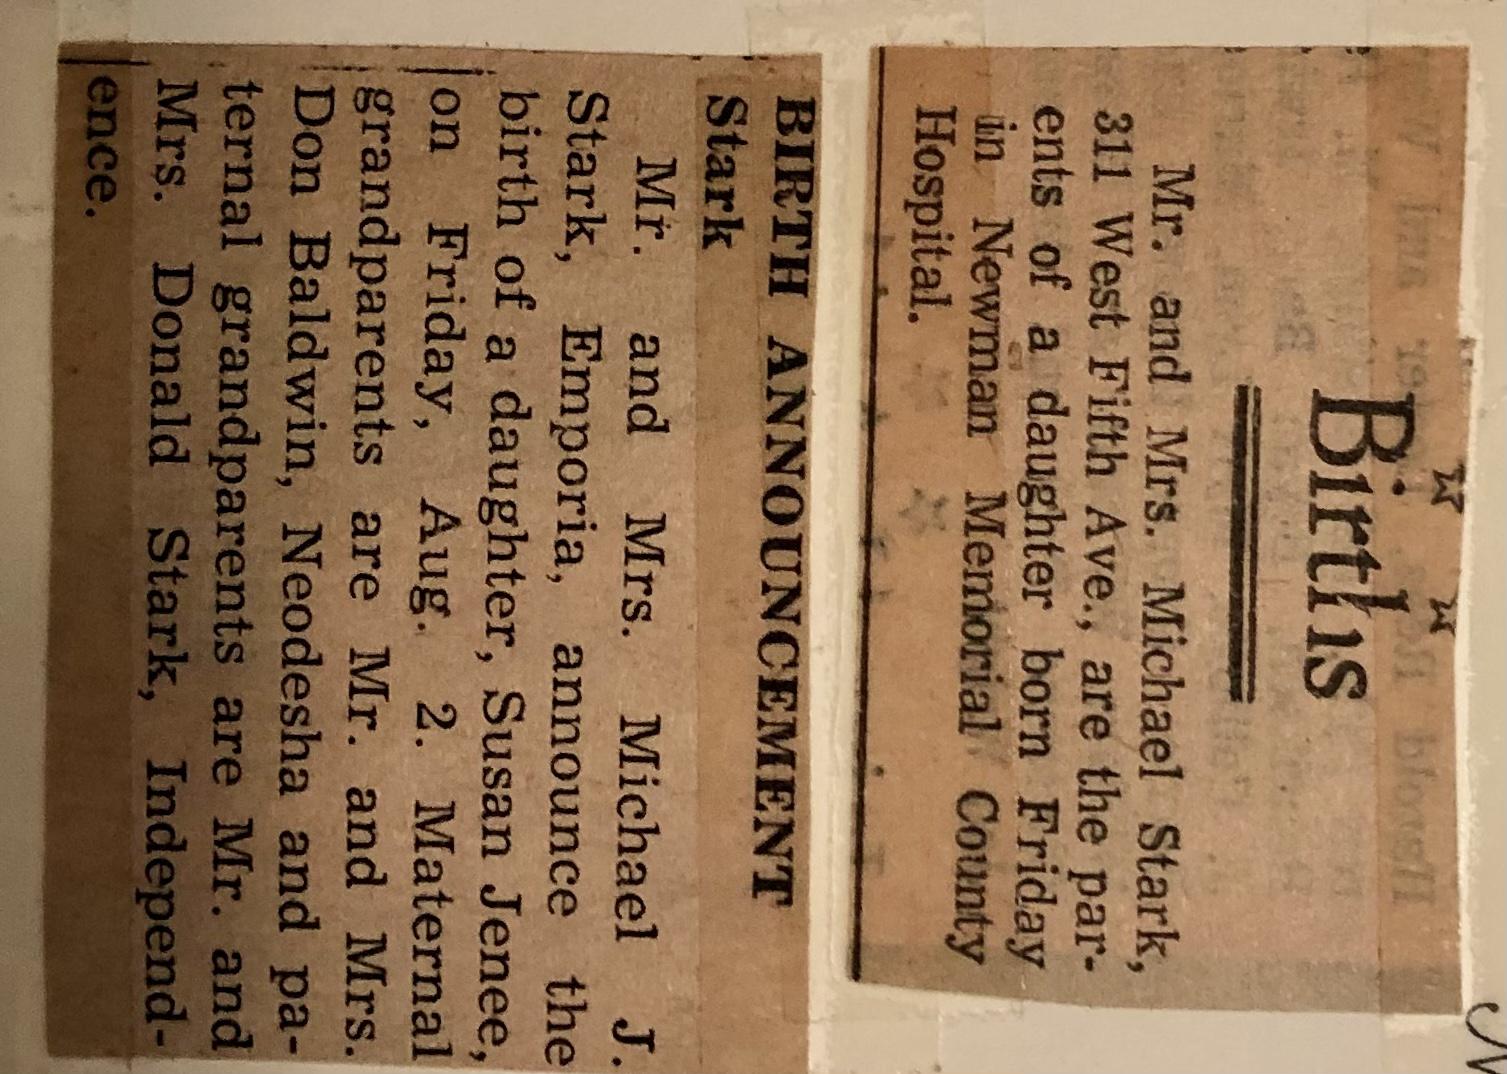 Births
Mr. and Mrs. Michael Stark,
311 West Fifth Ave., are the par-
ents of a daughter born Friday
in Newman Memorial County
Hospital.
BIRTH ANNOUNCEMENT
Stark
Mr. and Mrs. Michael J.
Stark, Emporia, announce the
birth of a daughter, Susan Jenee,
on Friday, Aug. 2. Maternal
grandparents are Mr. and Mrs.
Don Baldwin, Neodesha and pa-
ternal grandparents are Mr. and
Mrs. Donald Stark, Independ-
ence.